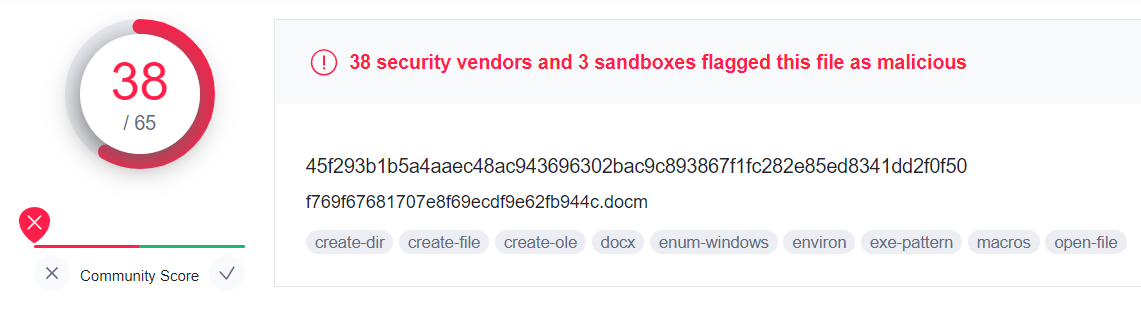 38
/ 65
Community Score
38 security vendors and 3 sandboxes flagged this file as malicious
45f293b1b5a4aaec48ac943696302bac9c893867f1fc282e85ed8341dd2f0f50
f769f67681707e8f69ecdf9e62fb944c.docm
create-dir create-file create-ole docx enum-windows environ exe-pattern macros open-file